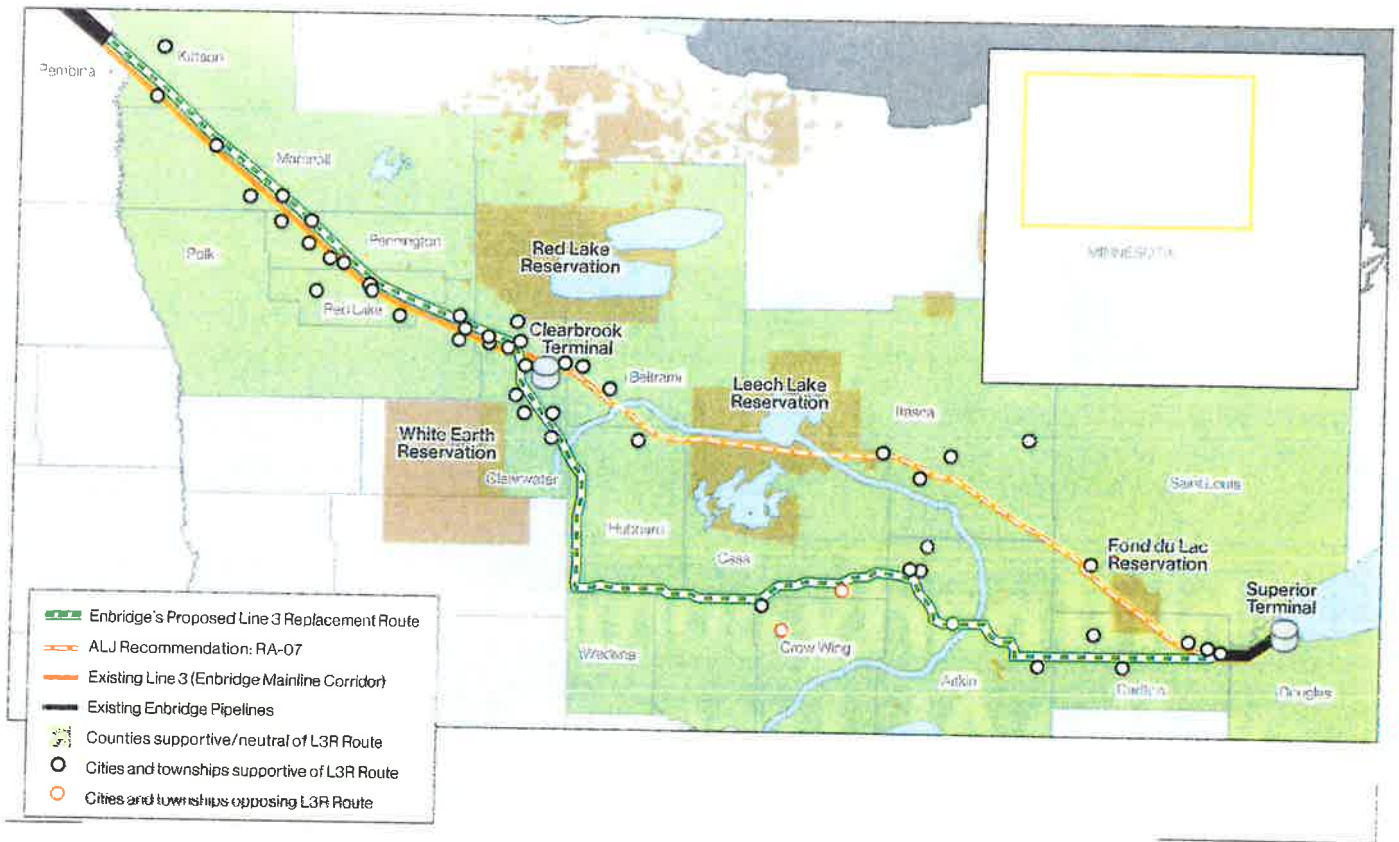 Kittson
Pembina
Marshall
MINNESOTA
Pennington
Polk
Red Lake
Reservation
Red Lake
Clearbrook
Terminal
Beltrami
Leech Lake
Reservation
Itasca
White Earth
Reservation
Clearwater
Saint Louis
Hubbard
Cass
Fond du Lac
Reservation
Superior
Terminal
Wadena
Crow Wing
Aitkin
Carlton
Douglas
Enbridge's Proposed Line 3 Replacement Route
ALJ Recommendation: RA-07
Existing Line 3 (Enbridge Mainline Corridor)
Existing Enbridge Pipelines
Counties supportive/neutral of L3R Route
Cities and townships supportive of L3R Route
Cities and townships opposing L3R Route